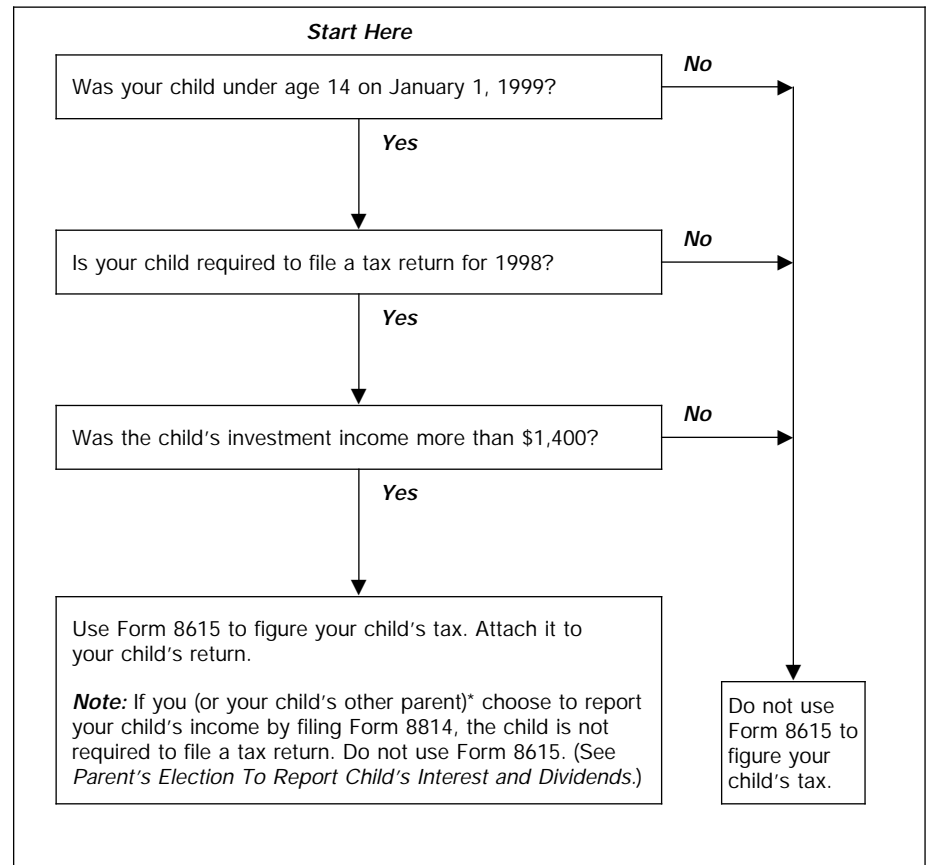 Start Here
Was your child under age 14 on January 1, 1999?
No
Yes
Is your child required to file a tax return for 1998?
No
Yes
Was the child's investment income more than $1,400?
No
Yes
Use Form 8615 to figure your child's tax. Attach it to
your child's return.
Note: If you (or your child's other parent)* choose to report
your child's income by filing Form 8814, the child is not
required to file a tax return. Do not use Form 8615. (See
Parent's Election To Report Child's Interest and Dividends.)
Do not use
Form 8615 to
figure your
child's tax.